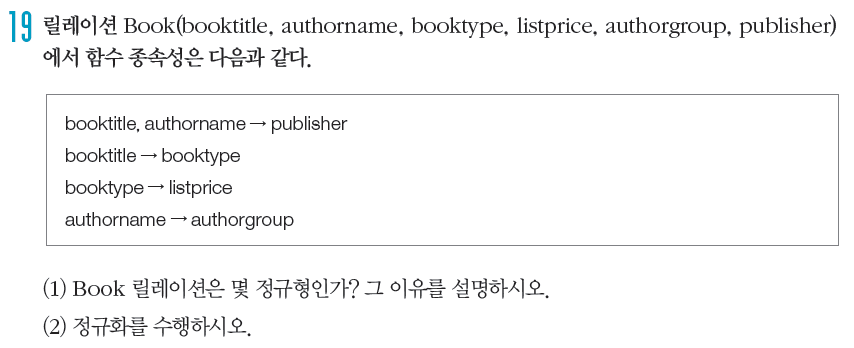 19 릴레이션 Book(booktitle, authorname, booktype, listprice, authorgroup, publisher)
에서 함수 종속성은 다음과 같다.
booktitle, authorname → publisher
booktitle → booktype
booktype → listprice
authorname → authorgroup
(1) Book 릴레이션은 몇 정규형인가? 그 이유를 설명하시오.
(2) 정규화를 수행하시오.